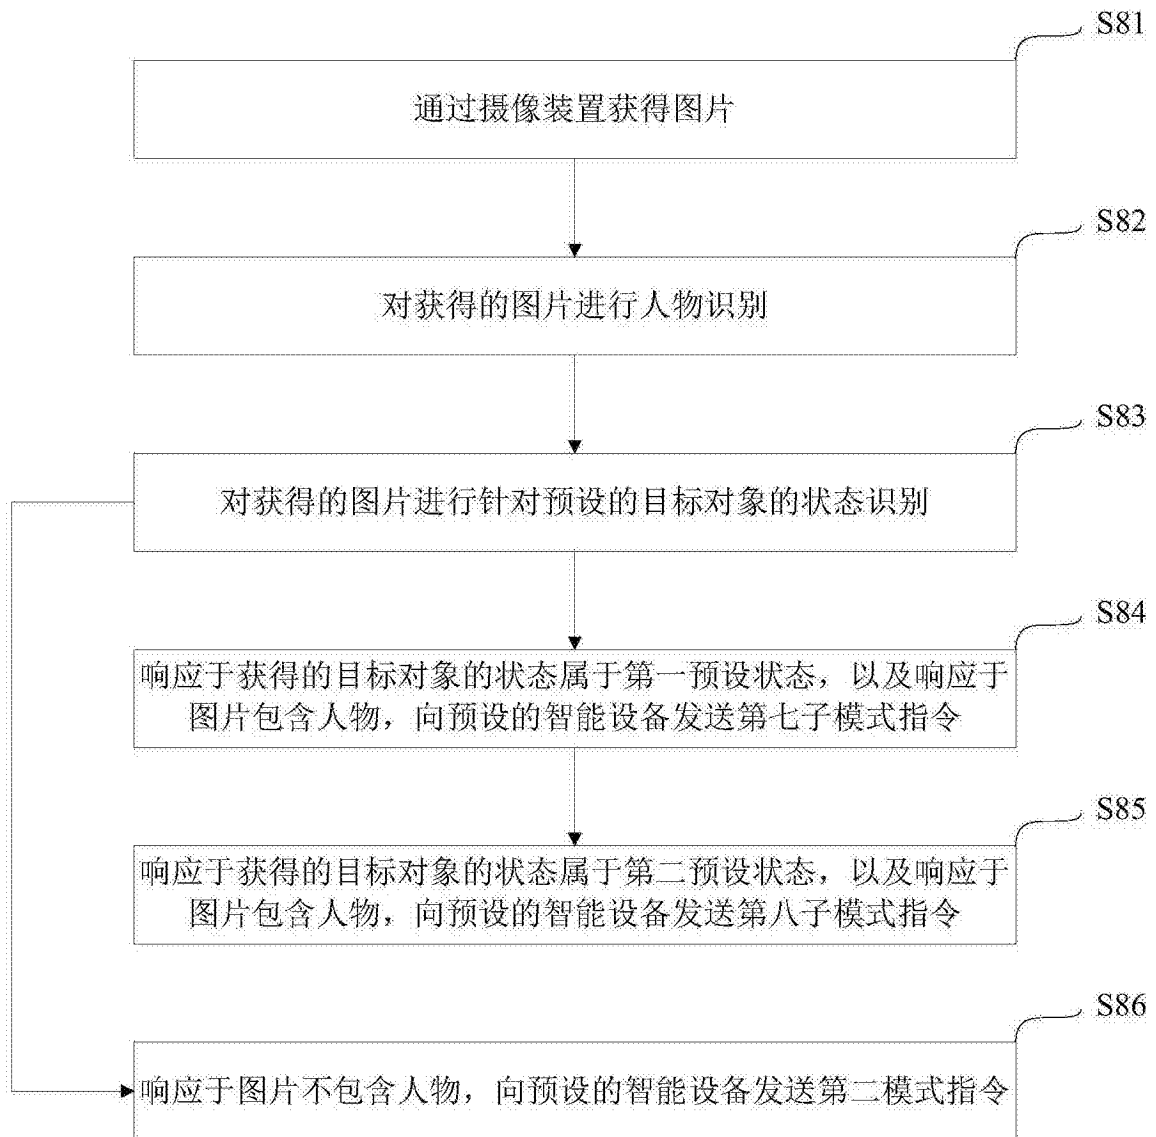 S81
通过摄像装置获得图片
S82
对获得的图片进行人物识别
S83
对获得的图片进行针对预设的目标对象的状态识别
S84
响应于获得的目标对象的状态属于第一预设状态，以及响应于
图片包含人物，向预设的智能设备发送第七子模式指令
S85
响应于获得的目标对象的状态属于第二预设状态，以及响应于
图片包含人物，向预设的智能设备发送第八子模式指令
S86
响应于图片不包含人物，向预设的智能设备发送第二模式指令